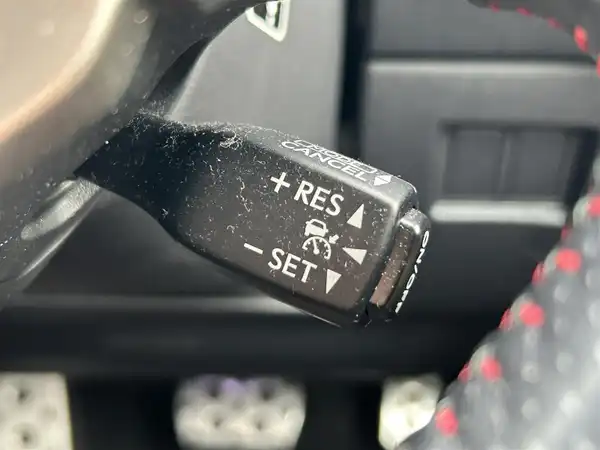 CANCEL
+ RES
− SET
ON/OFF